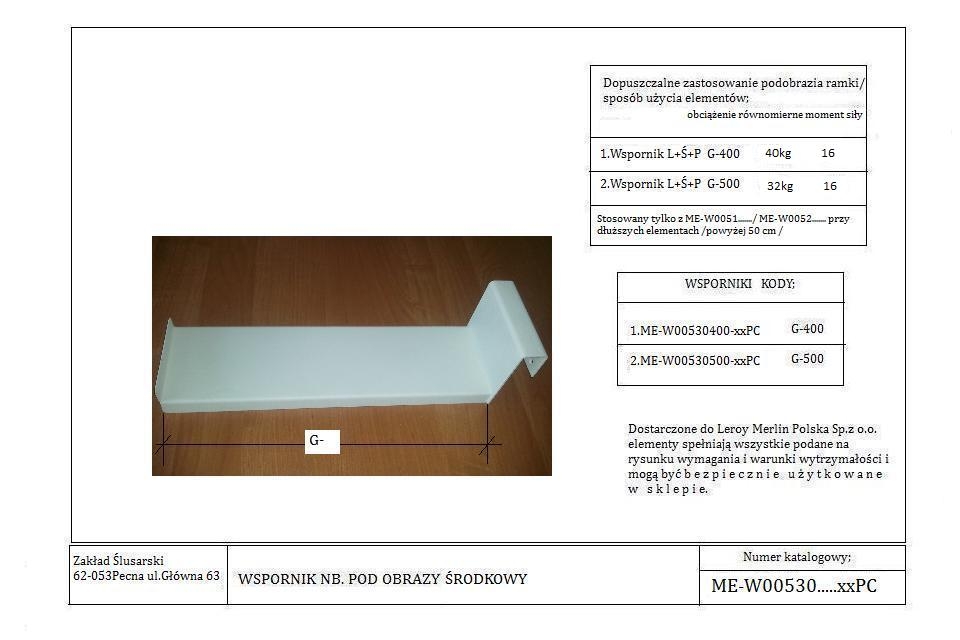 Dopuszczalne zastosowanie podobrazia ramki/
sposób użycia elementów;
obciążenie równomierne moment siły
1.Wspornik L+Ś+P G-400 40kg 16
2.Wspornik L+Ś+P G-500 32kg 16
Stosowany tylko z ME-W0051....../ ME-W0052...... przy
dłuższych elementach /powyżej 50 cm /
WSPORNIKI KODY;
1.ME-W00530400-xxPC G-400
2.ME-W00530500-xxPC G-500
G-
Dostarczone do Leroy Merlin Polska Sp.z o.o.
elementy spełniają wszystkie podane na
rysunku wymagania i warunki wytrzymałości i
mogą być b e z p i e c z n i e u ż y t k o w a n e
w s k l e p i e.
Zakład Ślusarski
62-053Pecna ul.Główna 63
WSPORNIK NB. POD OBRAZY ŚRODKOWY
Numer katalogowy;
ME-W00530.....xxPC